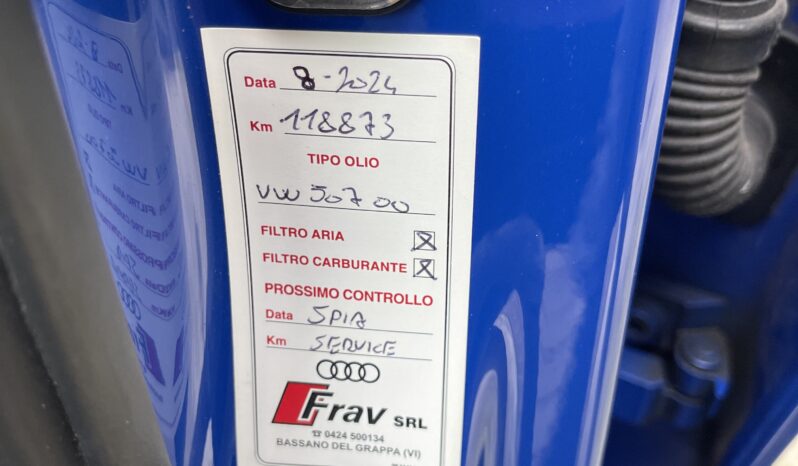 Data 8-2024
Km 118873
TIPO OLIO
VW 507 00
FILTRO ARIA
FILTRO CARBURANTE
PROSSIMO CONTROLLO
Data SPIA
Km SERVICE
Frav SRL
☎ 0424 500134
BASSANO DEL GRAPPA (VI)